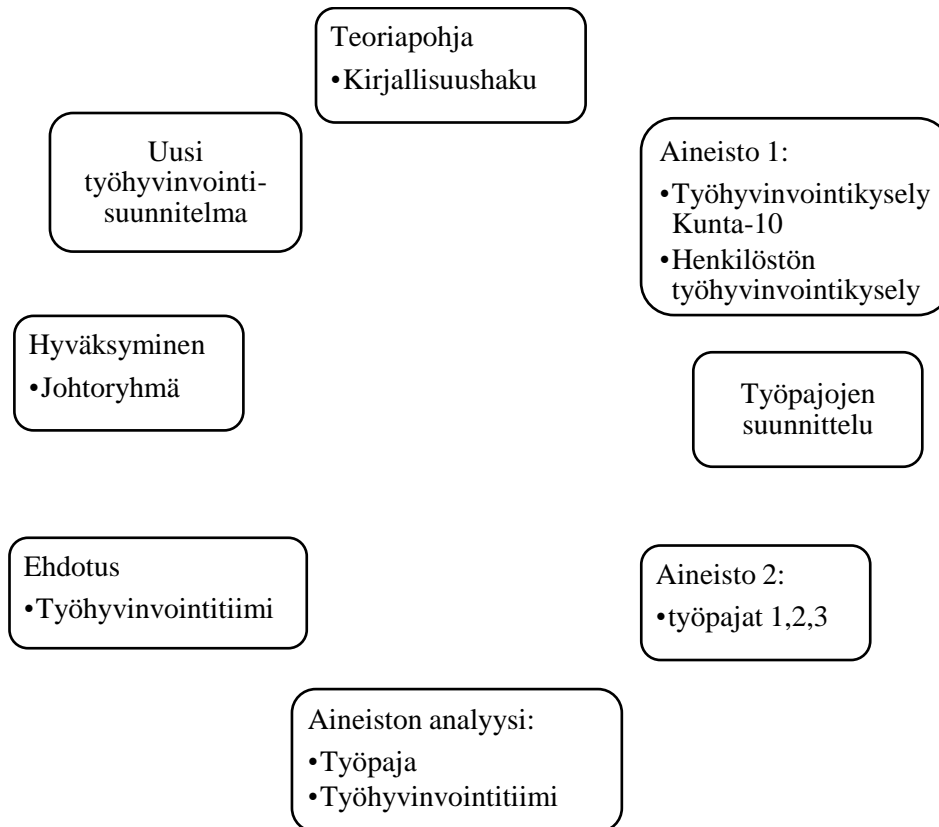 Teoriapohja
•Kirjallisuushaku
Aineisto 1:
•Työhyvinvointikysely
Kunta-10
•Henkilöstön
työhyvinvointikysely
Työpajojen
suunnittelu
Aineisto 2:
•työpajat 1,2,3
Aineiston analyysi:
•Työpaja
•Työhyvinvointitiimi
Ehdotus
•Työhyvinvointitiimi
Hyväksyminen
•Johtoryhmä
Uusi
työhyvinvointi-
suunnitelma